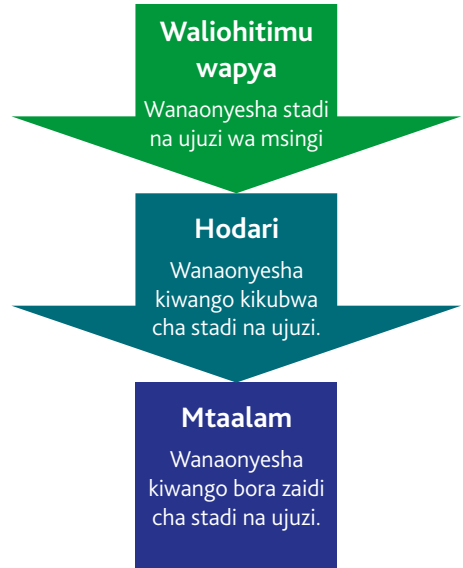 Waliohitimu
wapya
Wanaonyesha stadi
na ujuzi wa msingi
Hodari
Wanaonyesha
kiwango kikubwa
cha stadi na ujuzi.
Mtaalam
Wanaonyesha
kiwango bora zaidi
cha stadi na ujuzi.